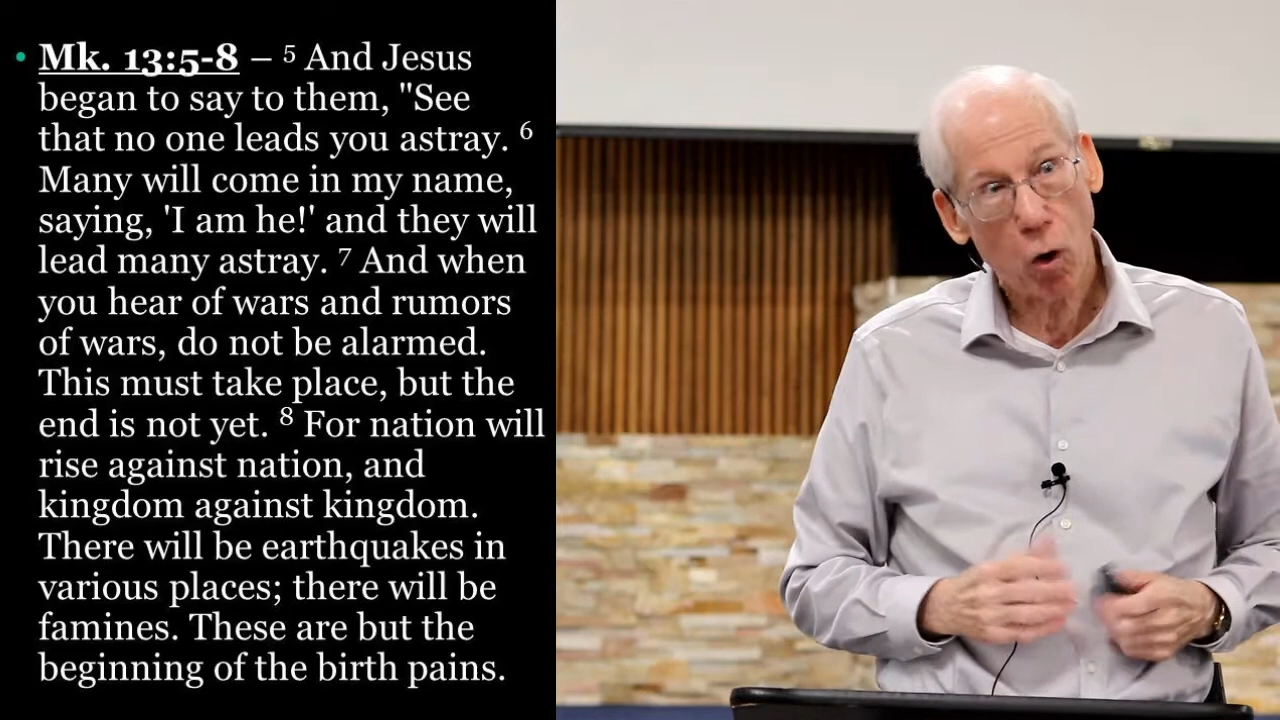 • Mk. 13:5-8 – ⁵ And Jesus
began to say to them, "See
that no one leads you astray. ⁶
Many will come in my name,
saying, 'I am he!' and they will
lead many astray. ⁷ And when
you hear of wars and rumors
of wars, do not be alarmed.
This must take place, but the
end is not yet. ⁸ For nation will
rise against nation, and
kingdom against kingdom.
There will be earthquakes in
various places; there will be
famines. These are but the
beginning of the birth pains.